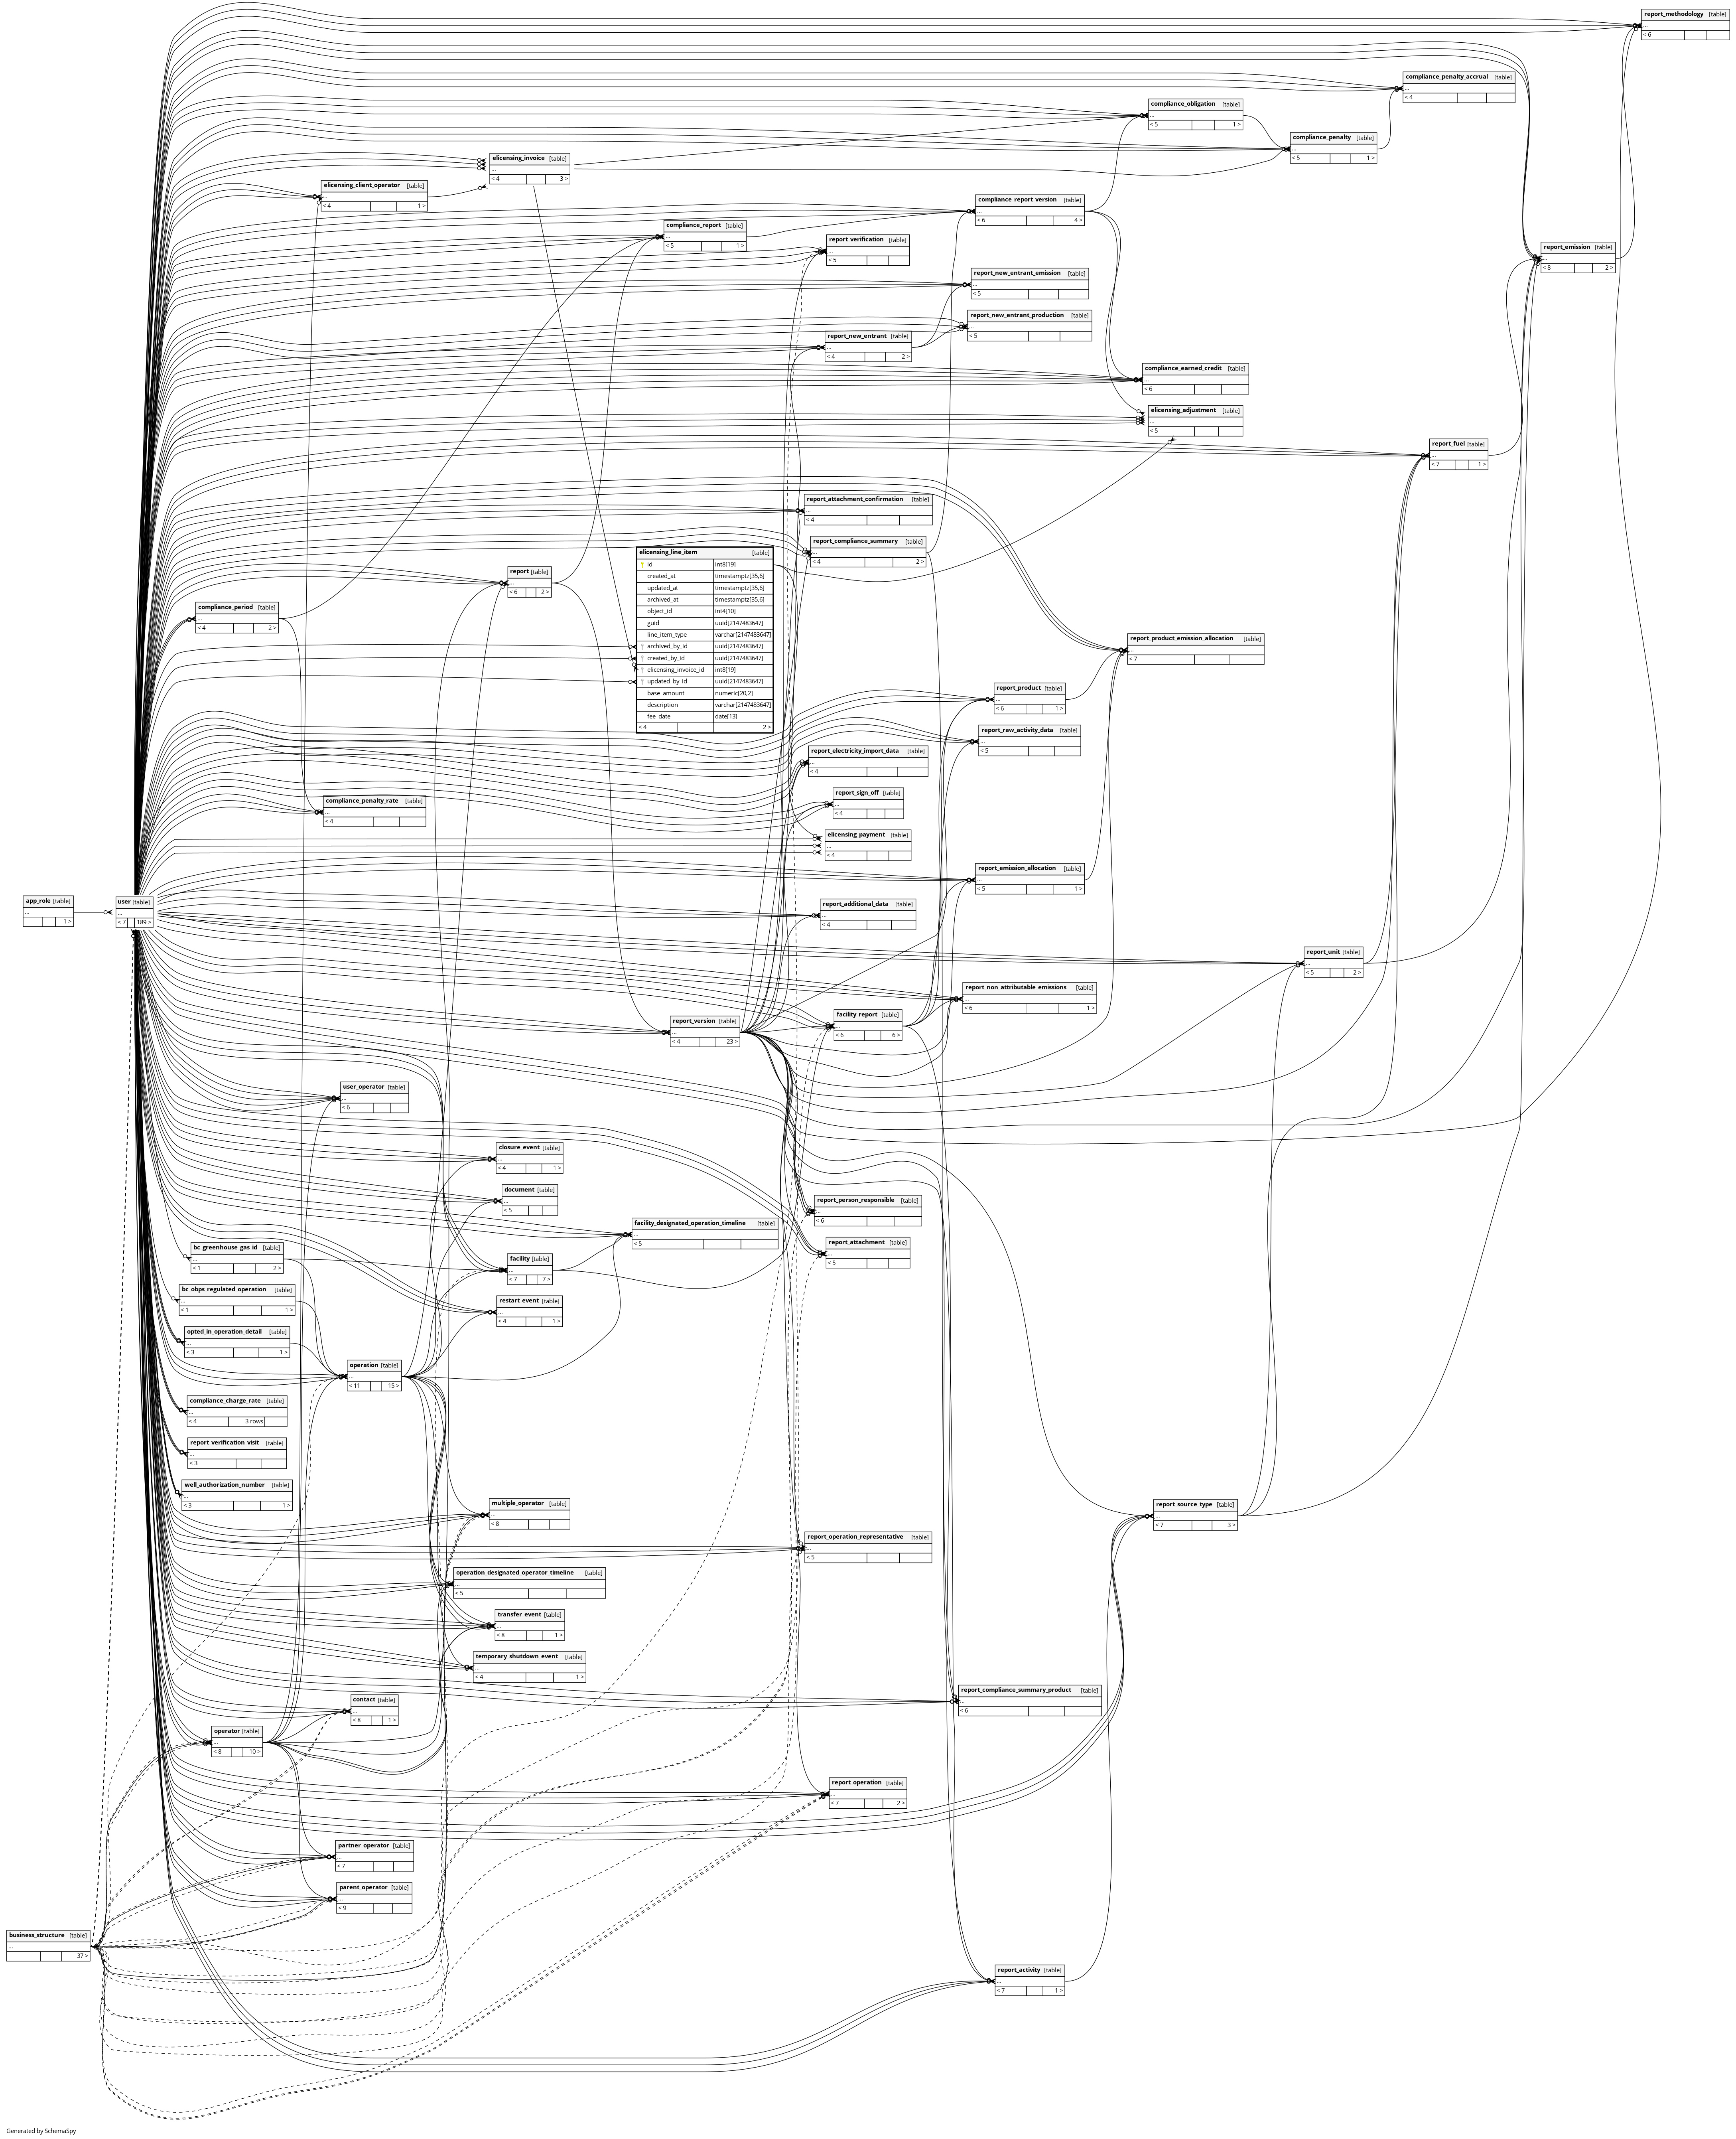 report_methodology [table]
...
< 6
compliance_penalty_accrual [table]
...
< 4
compliance_obligation [table]
...
< 5 1 >
compliance_penalty [table]
...
< 5 1 >
elicensing_invoice [table]
...
< 4 3 >
elicensing_client_operator [table]
...
< 4 1 >
compliance_report_version [table]
...
< 6 4 >
compliance_report [table]
...
< 5 1 >
report_verification [table]
...
< 5
report_emission [table]
...
< 8 2 >
report_new_entrant_emission [table]
...
< 5
report_new_entrant_production [table]
...
< 5
report_new_entrant [table]
...
< 4 2 >
compliance_earned_credit [table]
...
< 6
elicensing_adjustment [table]
...
< 5
report_fuel [table]
...
< 7 1 >
report_attachment_confirmation [table]
...
< 4
report_compliance_summary [table]
...
< 4 2 >
elicensing_line_item [table]
id int8[19]
created_at timestamptz[35,6]
updated_at timestamptz[35,6]
archived_at timestamptz[35,6]
object_id int4[10]
guid uuid[2147483647]
line_item_type varchar[2147483647]
archived_by_id uuid[2147483647]
created_by_id uuid[2147483647]
elicensing_invoice_id int8[19]
updated_by_id uuid[2147483647]
base_amount numeric[20,2]
description varchar[2147483647]
fee_date date[13]
< 4 2 >
report [table]
...
< 6 2 >
compliance_period [table]
...
< 4 2 >
report_product_emission_allocation [table]
...
< 7
report_product [table]
...
< 6 1 >
report_raw_activity_data [table]
...
< 5
report_electricity_import_data [table]
...
< 4
report_sign_off [table]
...
< 4
compliance_penalty_rate [table]
...
< 4
elicensing_payment [table]
...
< 4
report_emission_allocation [table]
...
< 5 1 >
app_role [table]
...
1 >
user [table]
...
< 7 189 >
report_additional_data [table]
...
< 4
report_unit [table]
...
< 5 2 >
report_non_attributable_emissions [table]
...
< 6 1 >
facility_report [table]
...
< 6 6 >
report_version [table]
...
< 4 23 >
user_operator [table]
...
< 6
closure_event [table]
...
< 4 1 >
document [table]
...
< 5
report_person_responsible [table]
...
< 6
facility_designated_operation_timeline [table]
...
< 5
report_attachment [table]
...
< 5
bc_greenhouse_gas_id [table]
...
< 1 2 >
facility [table]
...
< 7 7 >
bc_obps_regulated_operation [table]
...
< 1 1 >
restart_event [table]
...
< 4 1 >
opted_in_operation_detail [table]
...
< 3 1 >
operation [table]
...
< 11 15 >
compliance_charge_rate [table]
...
< 4 3 rows
report_verification_visit [table]
...
< 3
well_authorization_number [table]
...
< 3 1 >
multiple_operator [table]
...
< 8
report_source_type [table]
...
< 7 3 >
report_operation_representative [table]
...
< 5
operation_designated_operator_timeline [table]
...
< 5
transfer_event [table]
...
< 8 1 >
temporary_shutdown_event [table]
...
< 4 1 >
report_compliance_summary_product [table]
...
< 6
contact [table]
...
< 8 1 >
operator [table]
...
< 8 10 >
report_operation [table]
...
< 7 2 >
partner_operator [table]
...
< 7
parent_operator [table]
...
< 9
business_structure [table]
...
37 >
report_activity [table]
...
< 7 1 >
Generated by SchemaSpy